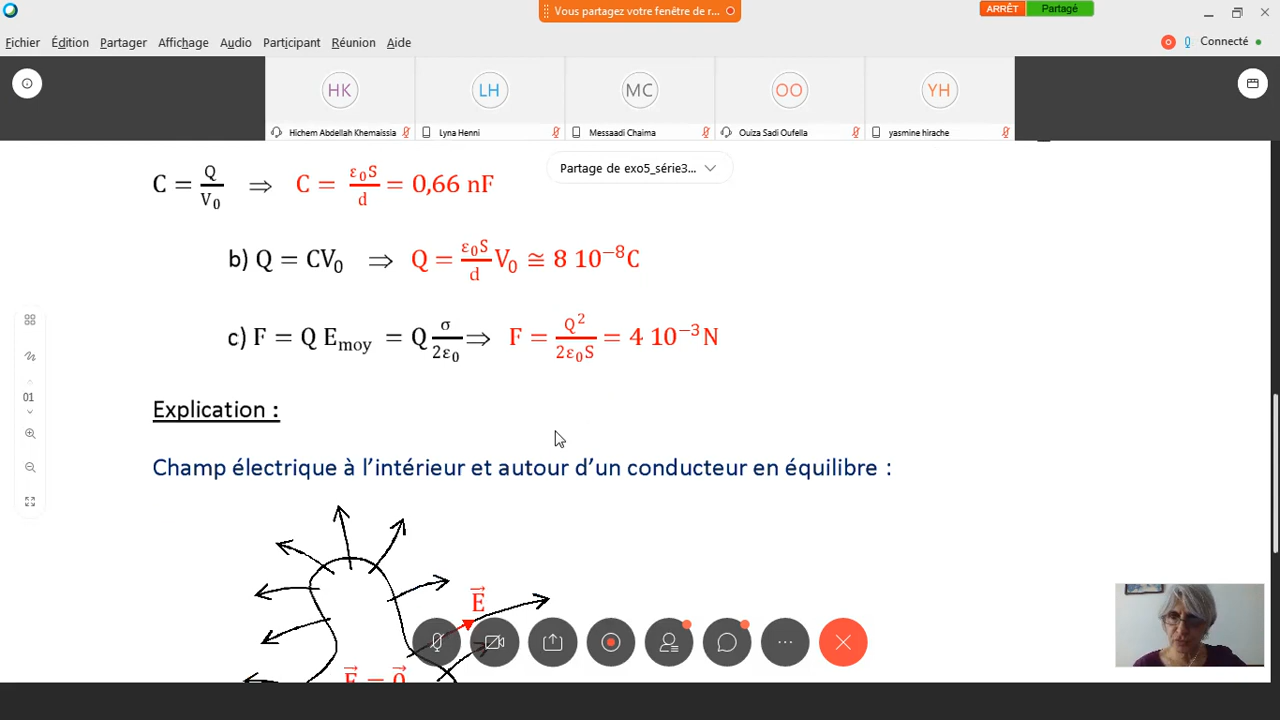 Vous partagez votre fenêtre de r...
ARRÊT Partagé
Fichier Édition Partager Affichage Audio Participant Réunion Aide
Connecté
HK LH MC OO YH
Hichem Abdellah Khemaissia Lyna Henni Messaadi Chaima Ouiza Sadi Oufella yasmine hirache
Partage de exo5_série3...
C = Q/V₀ ⇒ C = ε₀S/d = 0,66 nF
b) Q = CV₀ ⇒ Q = ε₀S/d V₀ ≅ 8 10⁻⁸C
c) F = Q Eₘₒᵧ = Q σ/2ε₀ ⇒ F = Q²/2ε₀S = 4 10⁻³N
01
Explication :
Champ électrique à l’intérieur et autour d’un conducteur en équilibre :
E⃗
E⃗ = 0⃗